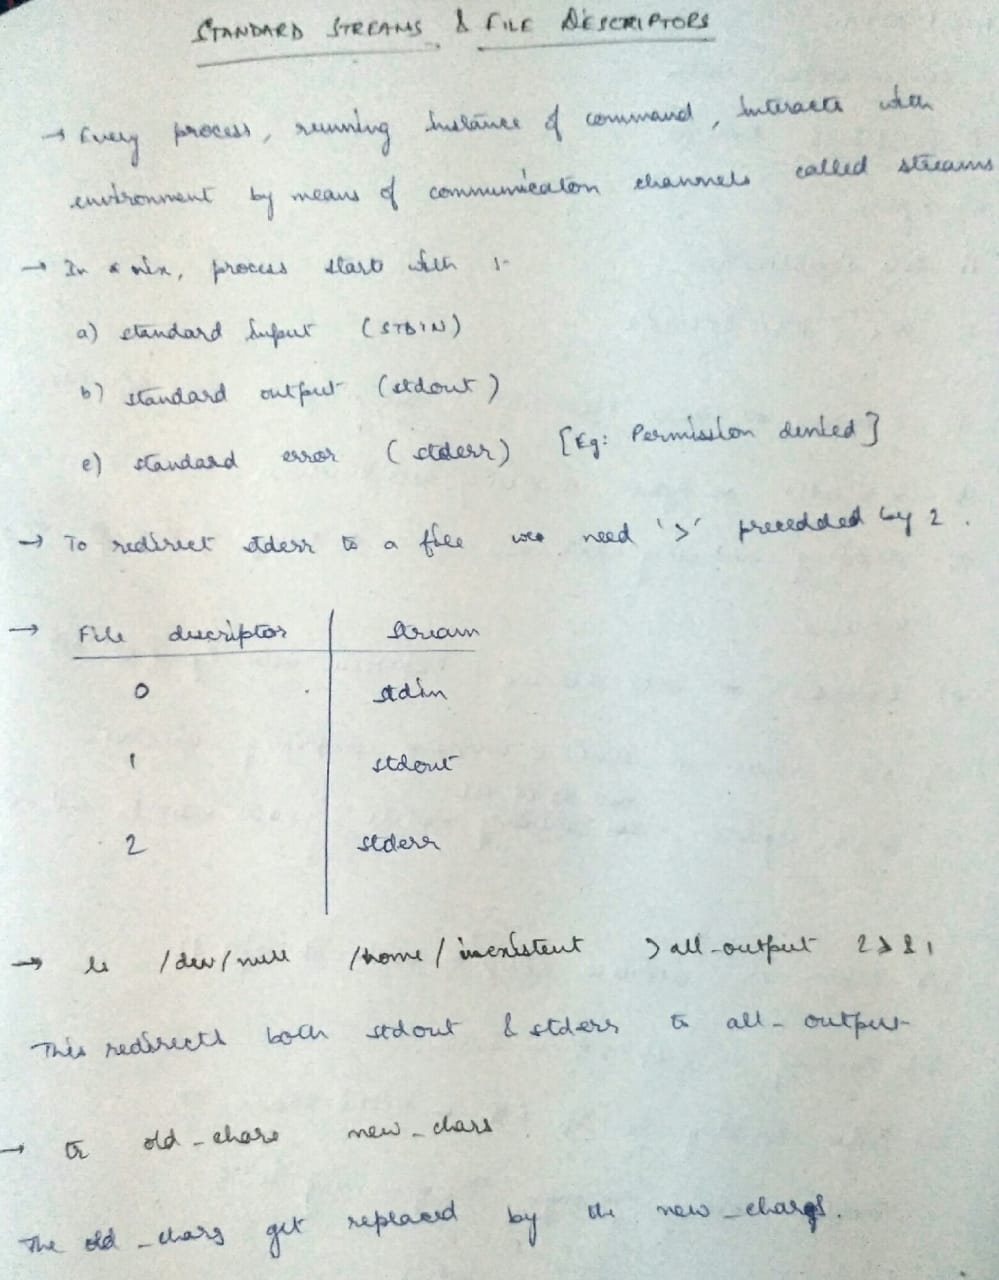 STANDARD STREAMS & FILE DESCRIPTORS
→ Every process, running instance of command, interacts with
environment by means of communication channels called streams
→ In *nix, process start with :-
a) standard input (STDIN)
b) standard output (stdout)
c) standard error (stderr) [Eg: Permission denied]
→ To redirect stderr to a file we need '>' precedded by 2.
→ File descriptor | Stream
0 stdin
1 stdout
2 stderr
→ ls /dev/null /home/inexistent > all-output 2>&1
This redirects both stdout & stderr to all-output
→ tr old_chars new_chars
The old_chars get replaced by the new_chars.